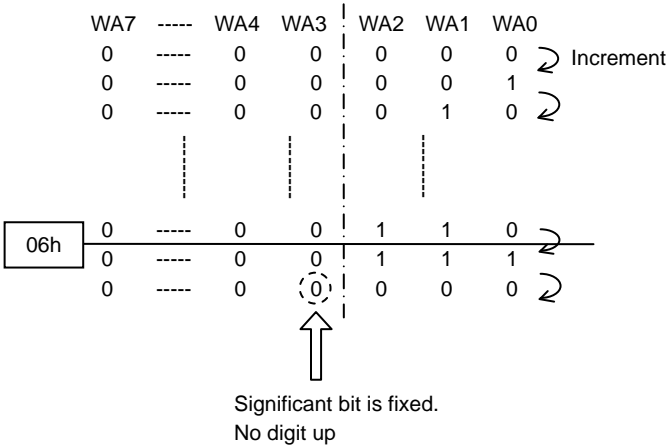 WA7 ----- WA4 WA3 WA2 WA1 WA0
0 ----- 0 0 0 0 0 Increment
0 ----- 0 0 0 0 1
0 ----- 0 0 0 1 0
0 ----- 0 0 1 1 0
06h
0 ----- 0 0 1 1 1
0 ----- 0 0 0 0 0
Significant bit is fixed.
No digit up